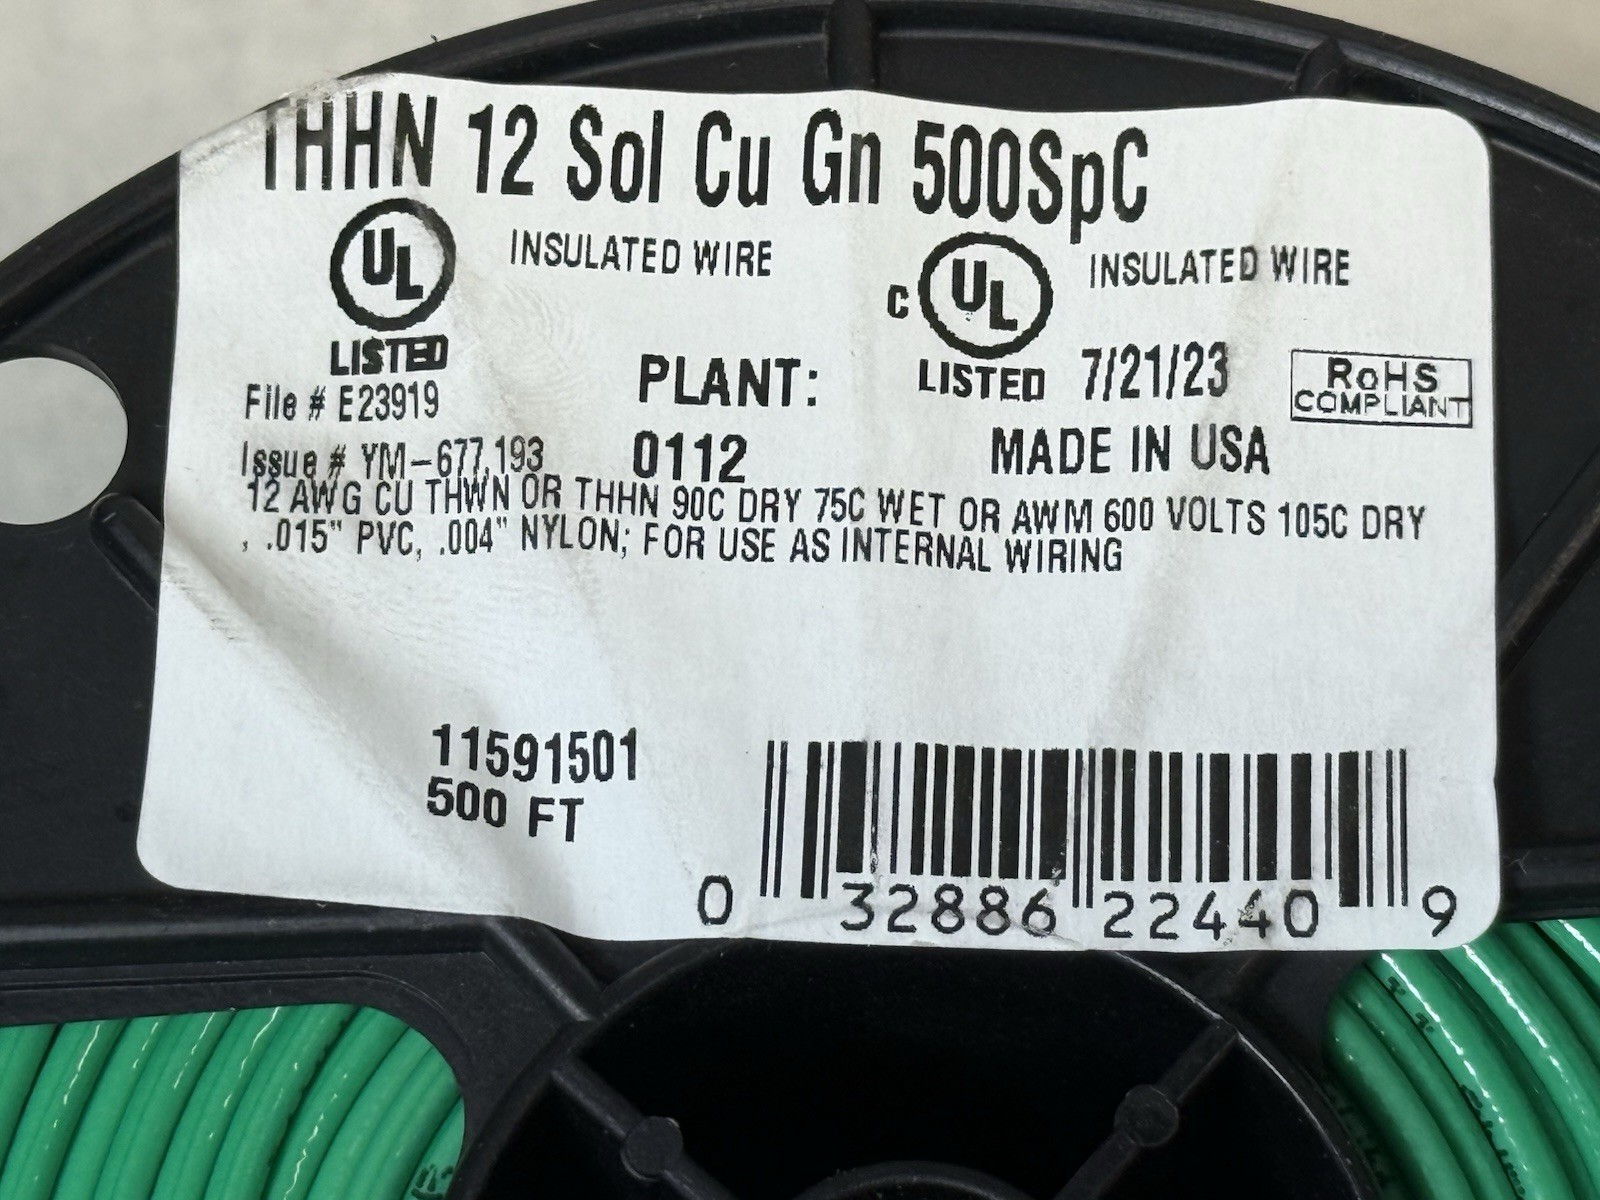 THHN 12 Sol Cu Gn 500SpC
UL INSULATED WIRE
LISTED
c UL INSULATED WIRE
LISTED 7/21/23
RoHS
COMPLIANT
File # E23919
PLANT:
Issue # YM-677,193
0112
MADE IN USA
12 AWG CU THWN OR THHN 90C DRY 75C WET OR AWM 600 VOLTS 105C DRY
, .015" PVC, .004" NYLON; FOR USE AS INTERNAL WIRING
11591501
500 FT
0 32886 22440 9